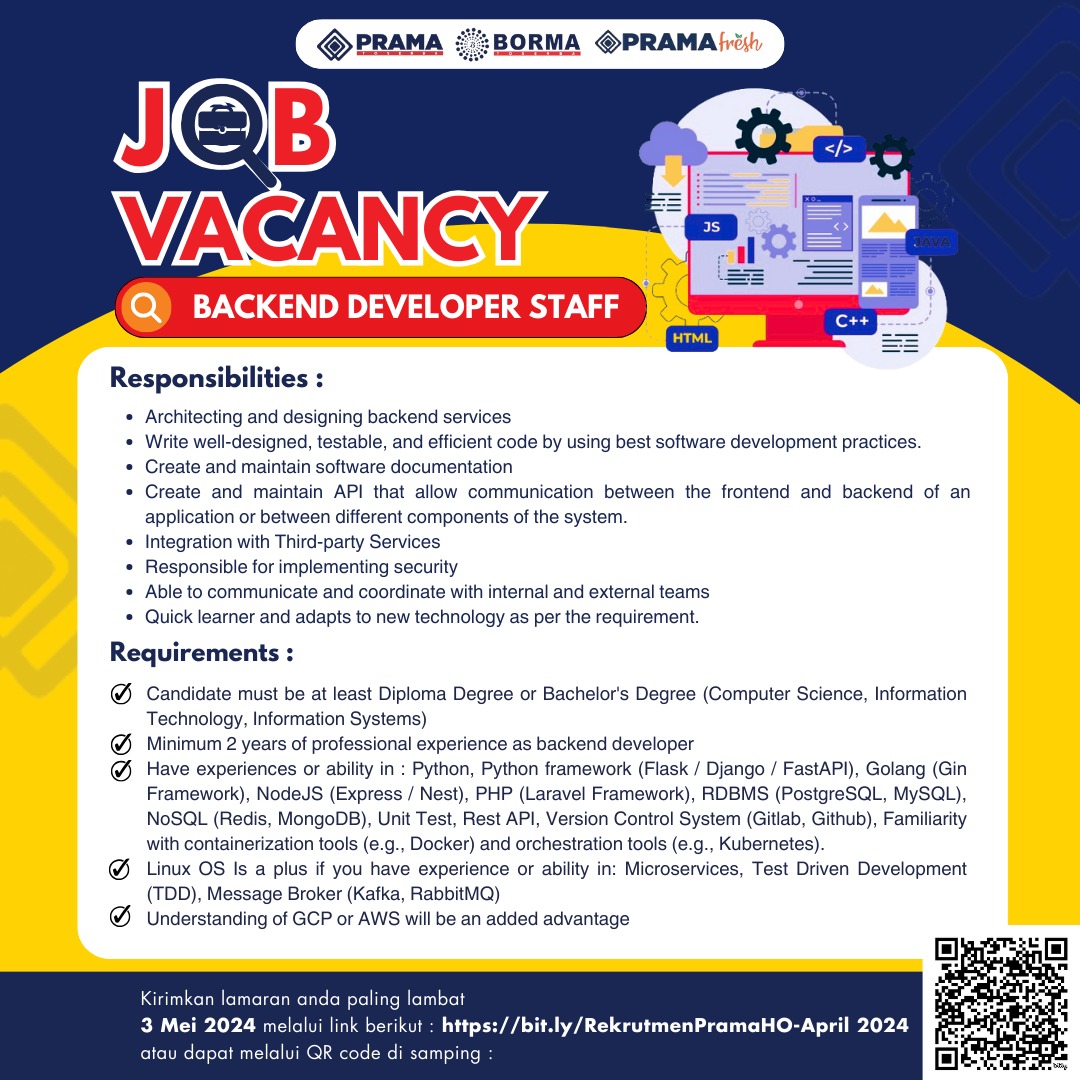 PRAMA TOSERBA BORMA TOSERBA PRAMA fresh
JOB
VACANCY
BACKEND DEVELOPER STAFF
</>
JS
JAVA
C++
HTML
Responsibilities :
• Architecting and designing backend services
• Write well-designed, testable, and efficient code by using best software development practices.
• Create and maintain software documentation
• Create and maintain API that allow communication between the frontend and backend of an
application or between different components of the system.
• Integration with Third-party Services
• Responsible for implementing security
• Able to communicate and coordinate with internal and external teams
• Quick learner and adapts to new technology as per the requirement.
Requirements :
Candidate must be at least Diploma Degree or Bachelor's Degree (Computer Science, Information
Technology, Information Systems)
Minimum 2 years of professional experience as backend developer
Have experiences or ability in : Python, Python framework (Flask / Django / FastAPI), Golang (Gin
Framework), NodeJS (Express / Nest), PHP (Laravel Framework), RDBMS (PostgreSQL, MySQL),
NoSQL (Redis, MongoDB), Unit Test, Rest API, Version Control System (Gitlab, Github), Familiarity
with containerization tools (e.g., Docker) and orchestration tools (e.g., Kubernetes).
Linux OS Is a plus if you have experience or ability in: Microservices, Test Driven Development
(TDD), Message Broker (Kafka, RabbitMQ)
Understanding of GCP or AWS will be an added advantage
Kirimkan lamaran anda paling lambat
3 Mei 2024 melalui link berikut : https://bit.ly/RekrutmenPramaHO-April 2024
atau dapat melalui QR code di samping :
bitly